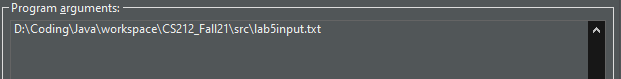 Program arguments:
D:\Coding\Java\workspace\CS212_Fall21\src\lab5input.txt